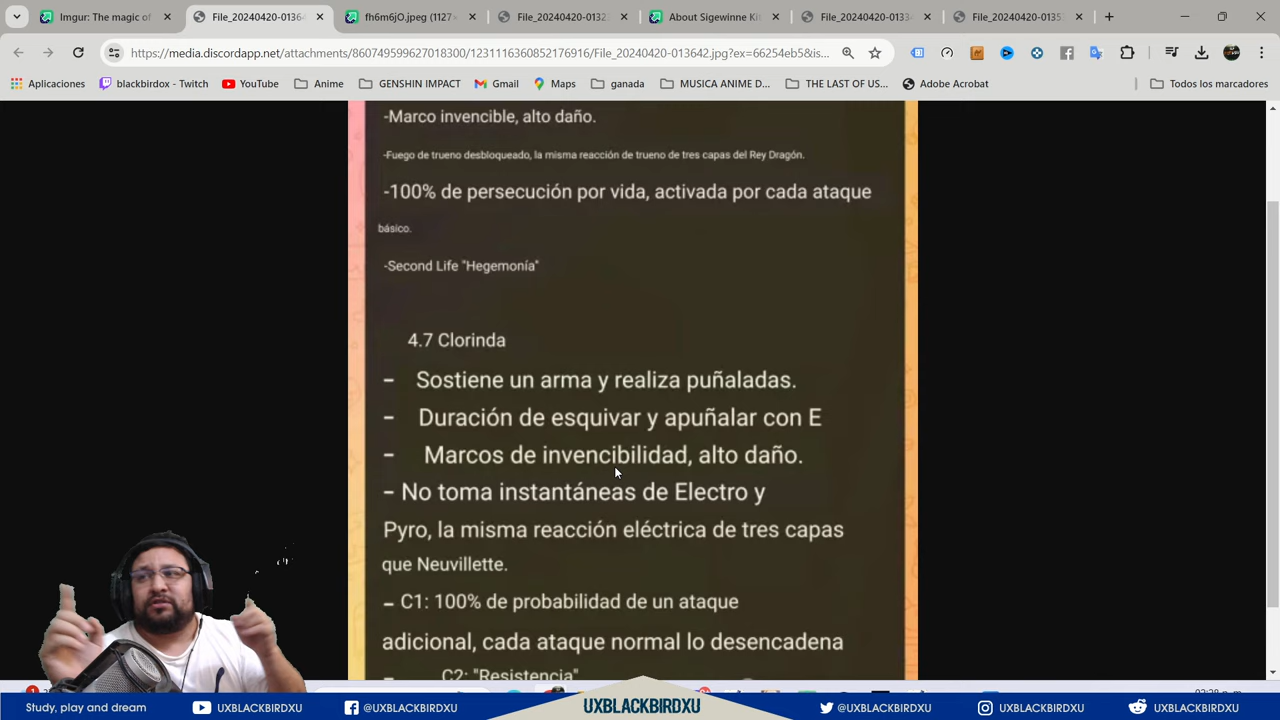 Imgur: The magic of
File_20240420-01364
fh6m6jO.jpeg (1127×
File_20240420-0132
About Sigewinne Kit
File_20240420-0133
File_20240420-0135
https://media.discordapp.net/attachments/860749599627018300/1231116360852176916/File_20240420-013642.jpg?ex=66254eb5&is...
Aplicaciones
blackbirdox - Twitch
YouTube
Anime
GENSHIN IMPACT
Gmail
Maps
ganada
MUSICA ANIME D...
THE LAST OF US...
Adobe Acrobat
Todos los marcadores
-Marco invencible, alto daño.
-Fuego de trueno desbloqueado, la misma reacción de trueno de tres capas del Rey Dragón.
-100% de persecución por vida, activada por cada ataque
básico.
-Second Life "Hegemonía"
4.7 Clorinda
- Sostiene un arma y realiza puñaladas.
- Duración de esquivar y apuñalar con E
- Marcos de invencibilidad, alto daño.
- No toma instantáneas de Electro y
Pyro, la misma reacción eléctrica de tres capas
que Neuvillette.
- C1: 100% de probabilidad de un ataque
adicional, cada ataque normal lo desencadena
- C2: "Resistencia"
Study, play and dream
UXBLACKBIRDXU
@UXBLACKBIRDXU
UXBLACKBIRDXU
@UXBLACKBIRDXU
UXBLACKBIRDXU
UXBLACKBIRDXU